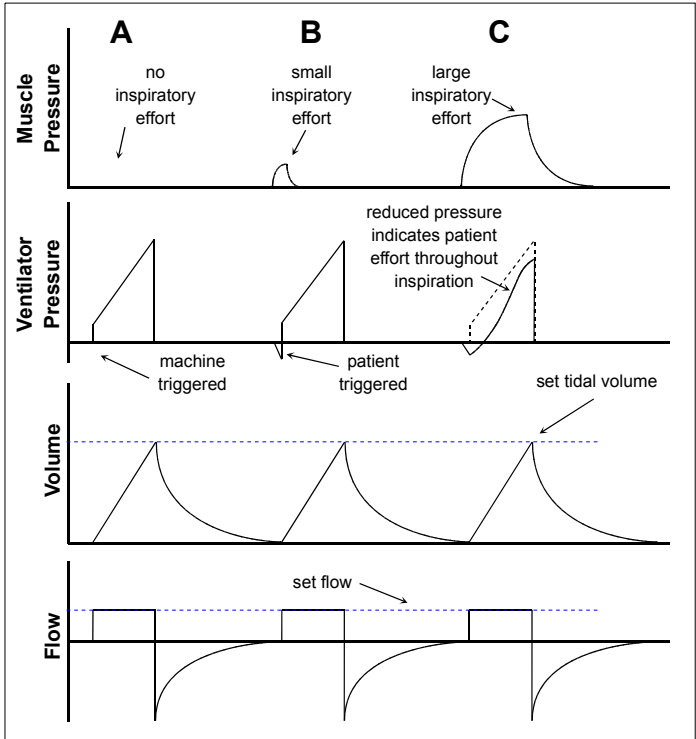 A
B
C
Muscle
Pressure
no
inspiratory
effort
small
inspiratory
effort
large
inspiratory
effort
Ventilator
Pressure
reduced pressure
indicates patient
effort throughout
inspiration
machine
triggered
patient
triggered
Volume
set tidal volume
Flow
set flow